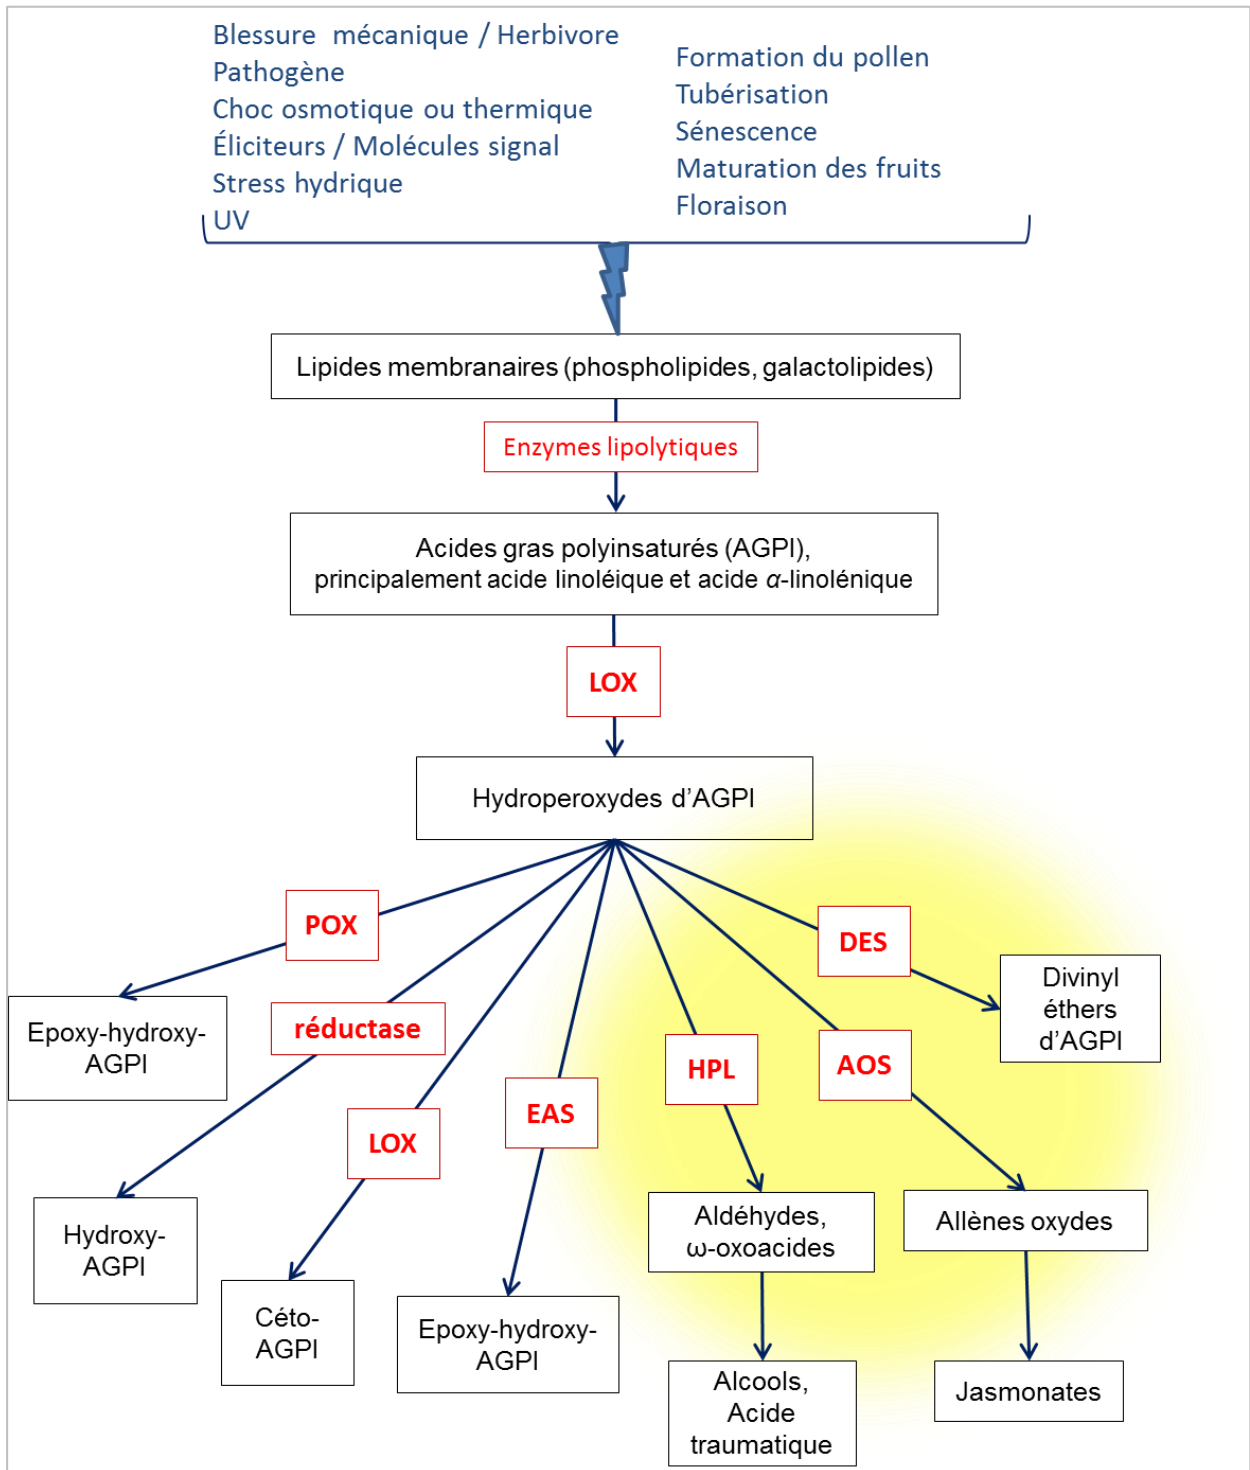 Blessure mécanique / Herbivore
Pathogène
Choc osmotique ou thermique
Éliciteurs / Molécules signal
Stress hydrique
UV
Formation du pollen
Tubérisation
Sénescence
Maturation des fruits
Floraison
Lipides membranaires (phospholipides, galactolipides)
Enzymes lipolytiques
Acides gras polyinsaturés (AGPI),
principalement acide linoléique et acide α-linolénique
LOX
Hydroperoxydes d’AGPI
POX
DES
Epoxy-hydroxy-
AGPI
réductase
HPL
AOS
Divinyl
éthers
d’AGPI
LOX
EAS
Hydroxy-
AGPI
Céto-
AGPI
Epoxy-hydroxy-
AGPI
Aldéhydes,
ω-oxoacides
Allènes oxydes
Alcools,
Acide
traumatique
Jasmonates